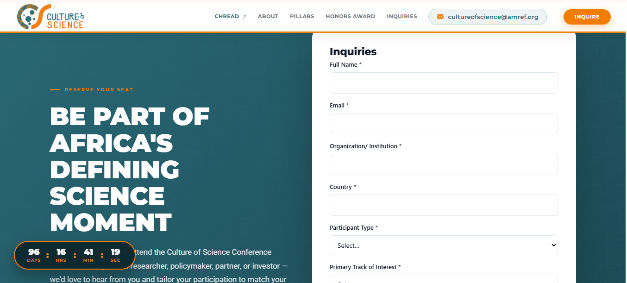 CULTURE of SCIENCE
CHREAD ↗ ABOUT PILLARS HONORS AWARD INQUIRIES cultureofscience@amref.org INQUIRE
RESERVE YOUR SEAT
BE PART OF
AFRICA'S
DEFINING
SCIENCE
MOMENT
ttend the Culture of Science Conference
researcher, policymaker, partner, or investor —
we'd love to hear from you and tailor your participation to match your
96 : 16 : 41 : 19
DAYS HRS MIN SEC
Inquiries
Full Name *
Email *
Organization/ Institution *
Country *
Participant Type *
Select...
Primary Track of Interest *